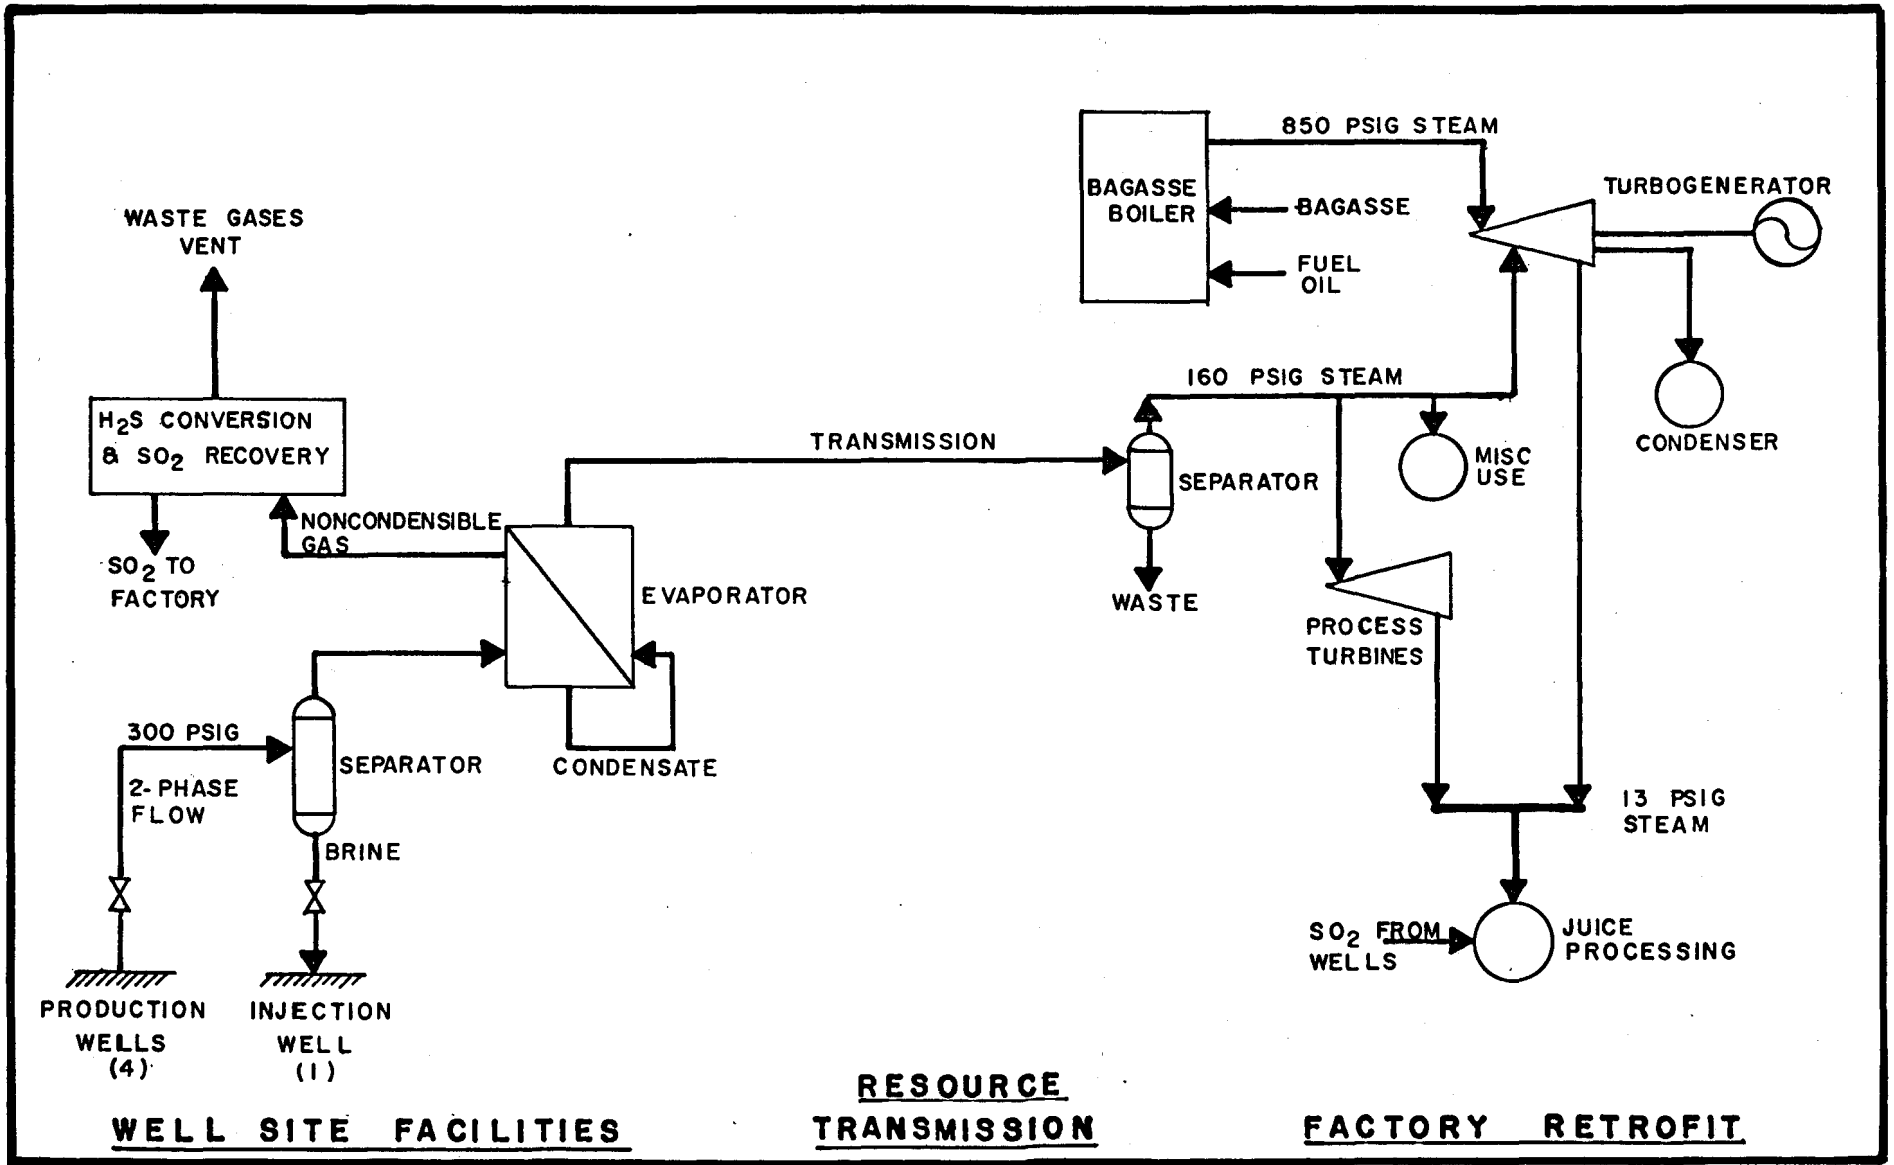 850 PSIG STEAM
BAGASSE
BOILER
BAGASSE
FUEL
OIL
TURBOGENERATOR
WASTE GASES
VENT
160 PSIG STEAM
CONDENSER
H2S CONVERSION
& SO2 RECOVERY
TRANSMISSION
SEPARATOR
MISC
USE
NONCONDENSIBLE
GAS
SO2 TO
FACTORY
EVAPORATOR
WASTE
PROCESS
TURBINES
300 PSIG
2-PHASE
FLOW
SEPARATOR
CONDENSATE
13 PSIG
STEAM
BRINE
SO2 FROM
WELLS
JUICE
PROCESSING
PRODUCTION
WELLS
(4)
INJECTION
WELL
(1)
WELL SITE FACILITIES
RESOURCE
TRANSMISSION
FACTORY RETROFIT